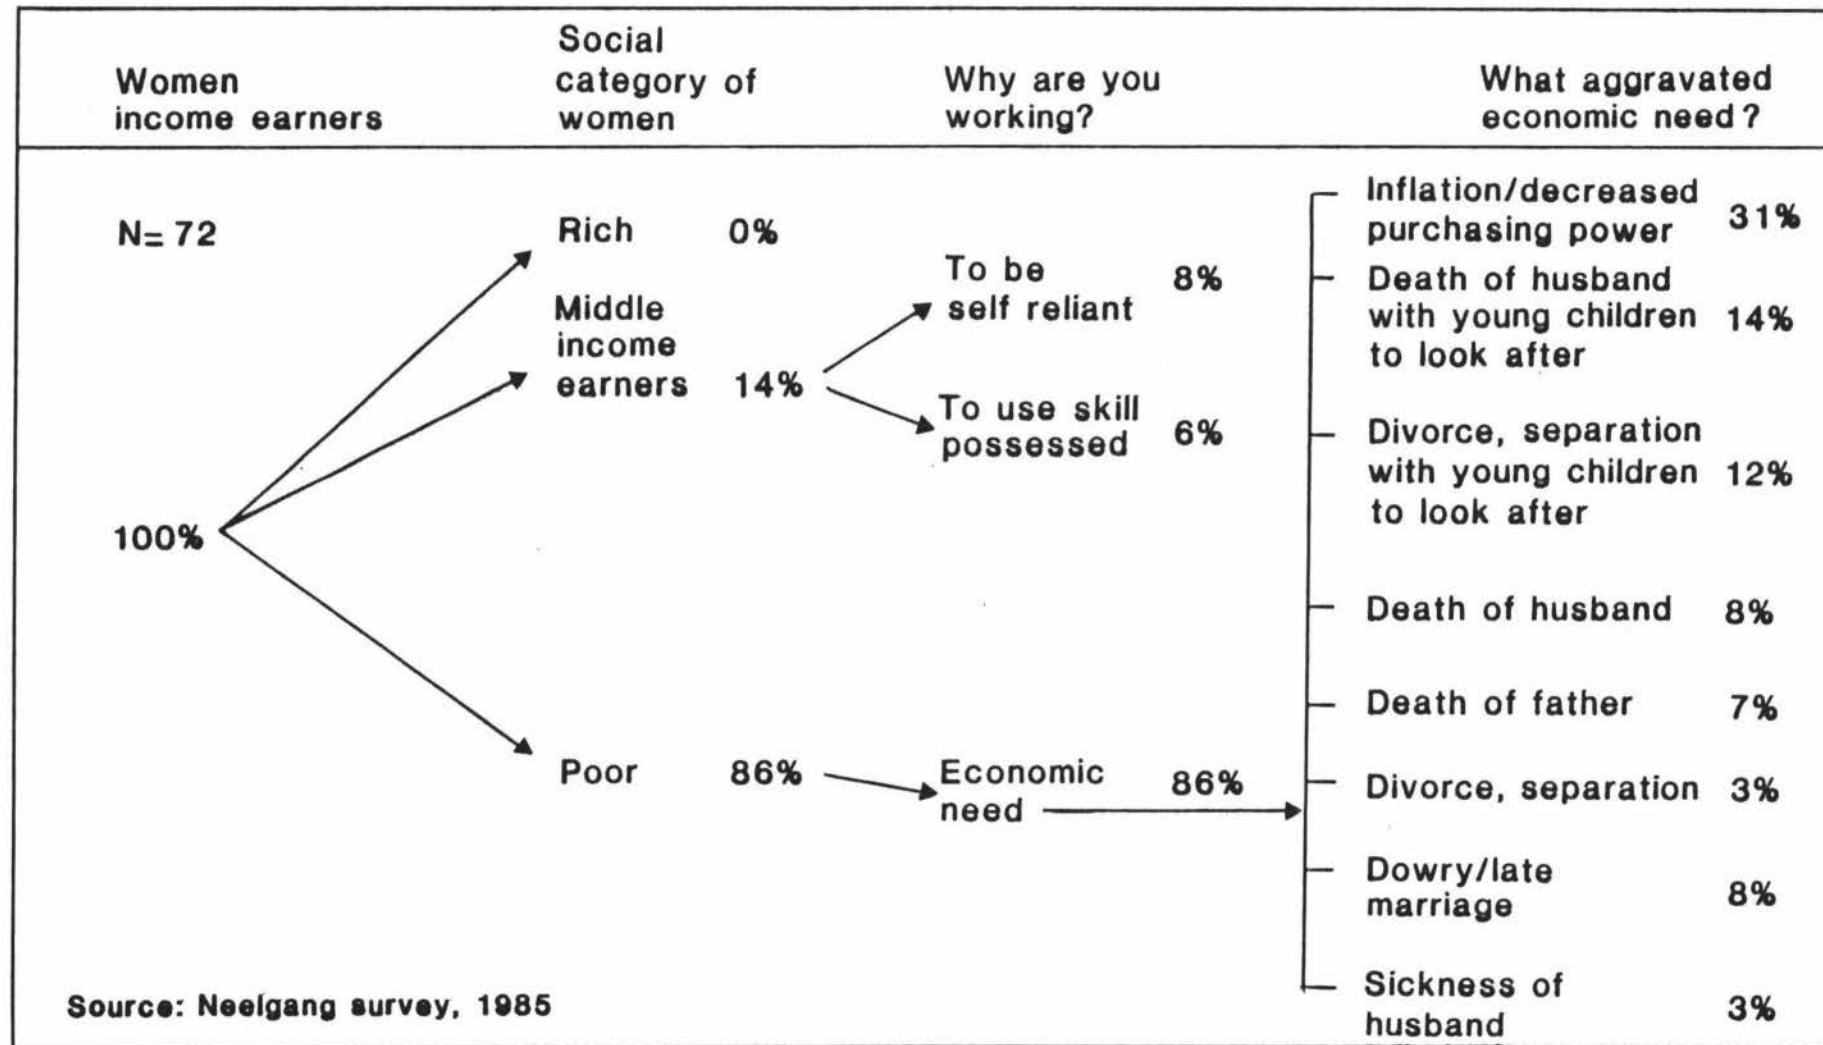 Women
income earners
Social
category of
women
Why are you
working?
What aggravated
economic need?
N= 72
100%
Rich 0%
Middle
income
earners 14%
Poor 86%
To be
self reliant 8%
To use skill
possessed 6%
Economic
need 86%
Inflation/decreased
purchasing power 31%
Death of husband
with young children 14%
to look after
Divorce, separation
with young children 12%
to look after
Death of husband 8%
Death of father 7%
Divorce, separation 3%
Dowry/late
marriage 8%
Sickness of
husband 3%
Source: Neelgang survey, 1985